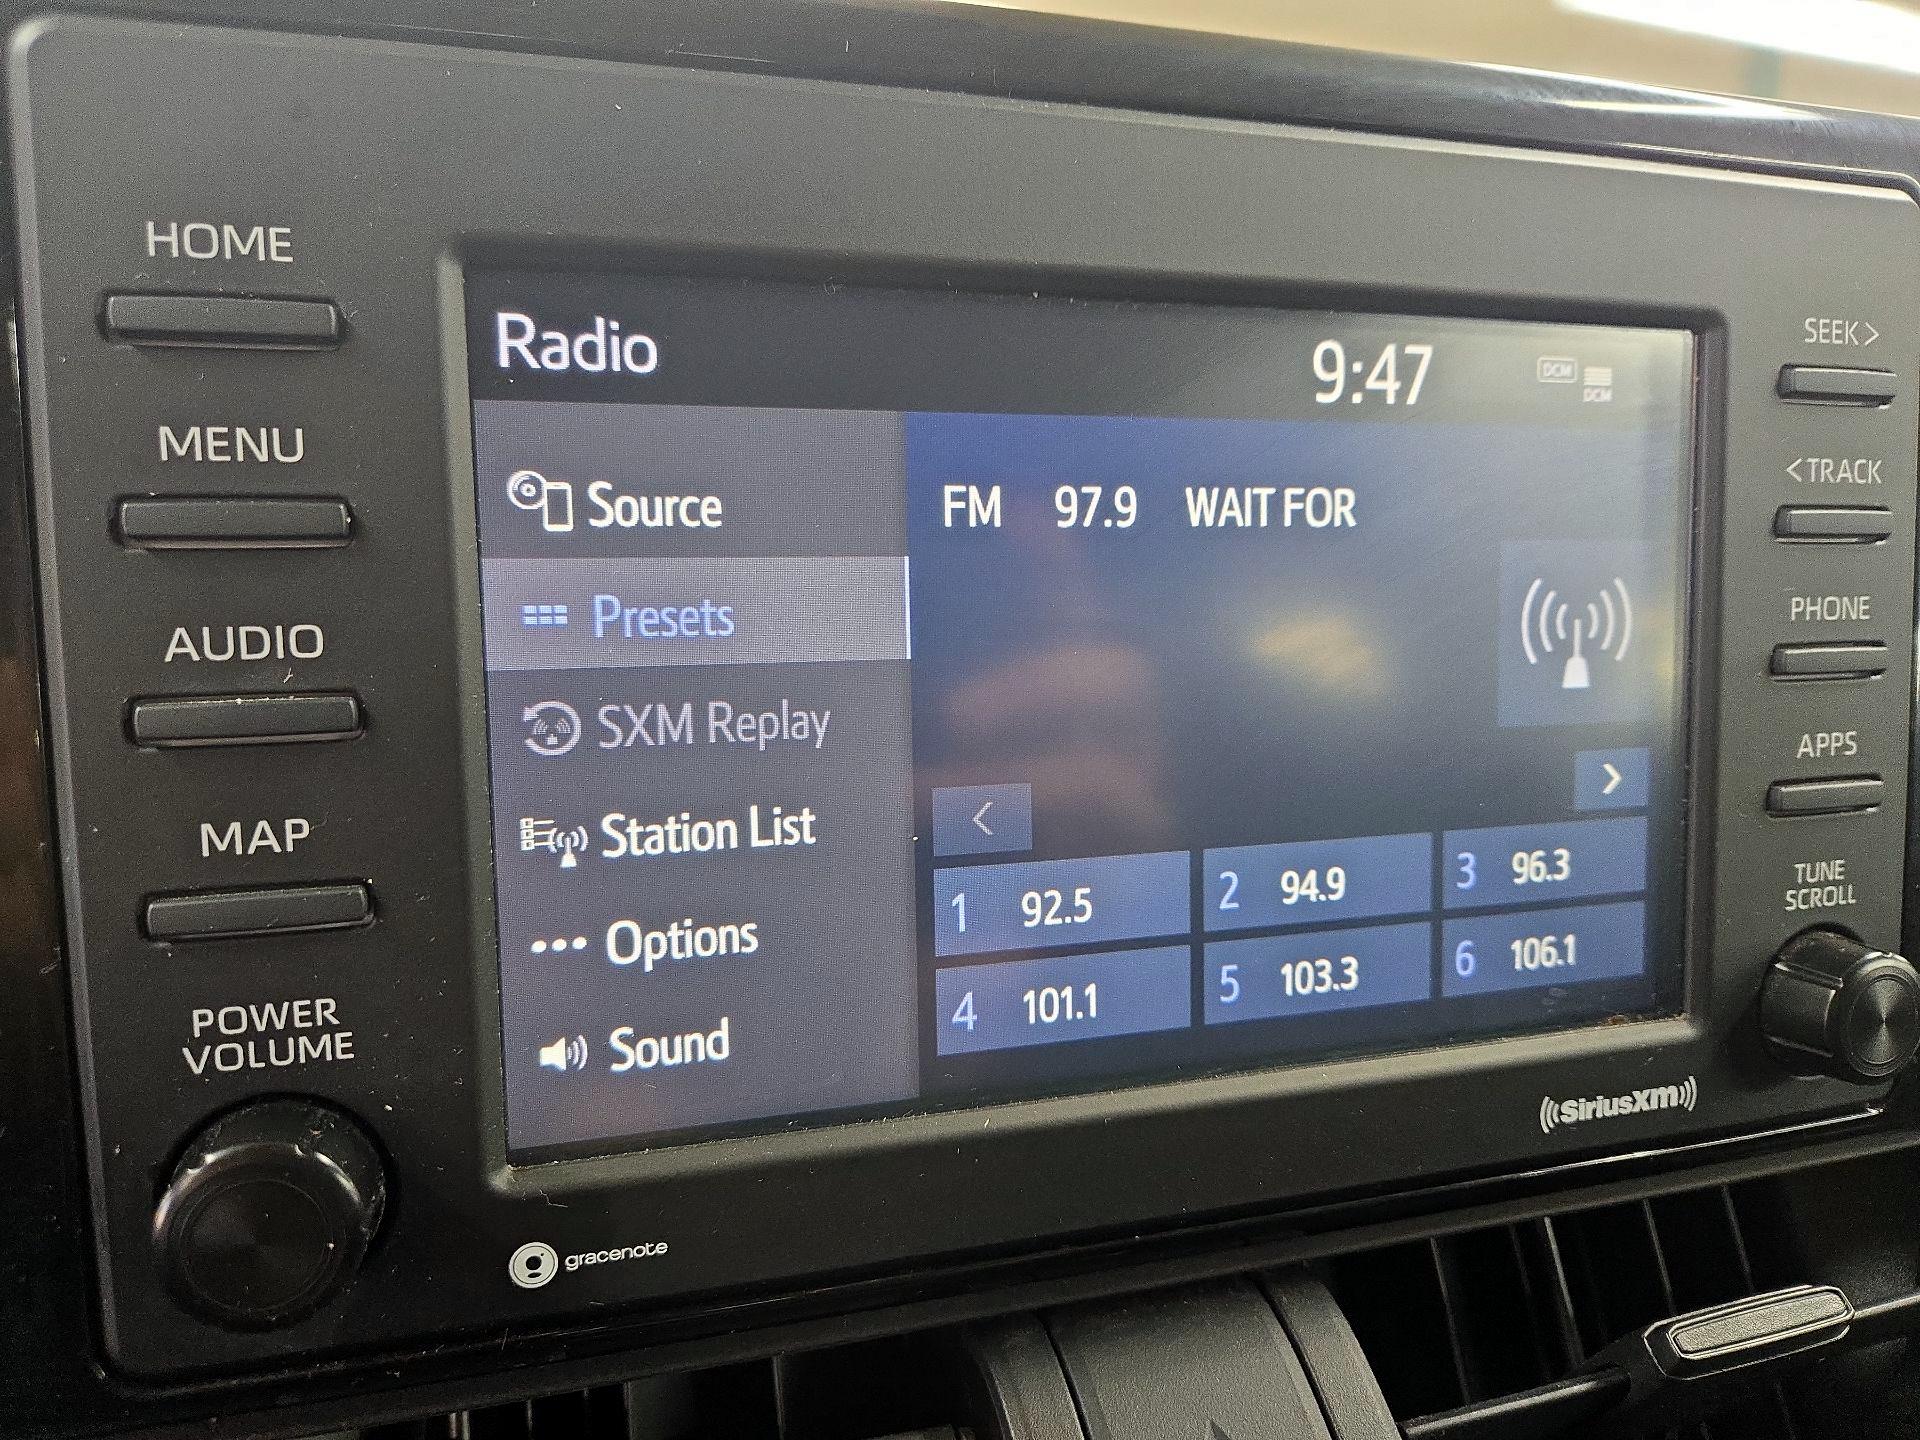 HOME
MENU
AUDIO
MAP
POWER
VOLUME
Radio
9:47
DCM
DCM
Source
Presets
SXM Replay
Station List
Options
Sound
FM 97.9 WAIT FOR
<
>
1 92.5
2 94.9
3 96.3
4 101.1
5 103.3
6 106.1
SEEK >
< TRACK
PHONE
APPS
TUNE
SCROLL
gracenote
((SiriusXM))